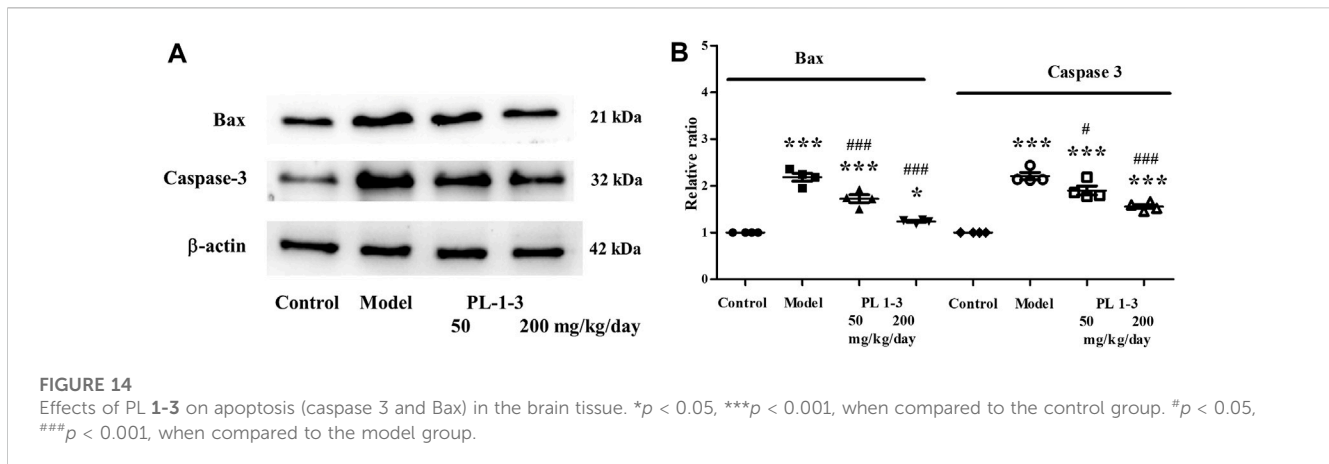 A
Bax
21 kDa
Caspase-3
32 kDa
β-actin
42 kDa
Control Model PL-1-3
50 200 mg/kg/day
B
Bax
Caspase 3
Relative ratio
5
4
3
2
1
0
*** ### *** ### * *** # *** ### ***
Control Model PL 1-3 Control Model PL 1-3
50 200 50 200
mg/kg/day mg/kg/day
FIGURE 14
Effects of PL 1-3 on apoptosis (caspase 3 and Bax) in the brain tissue. *p < 0.05, ***p < 0.001, when compared to the control group. #p < 0.05,
###p < 0.001, when compared to the model group.